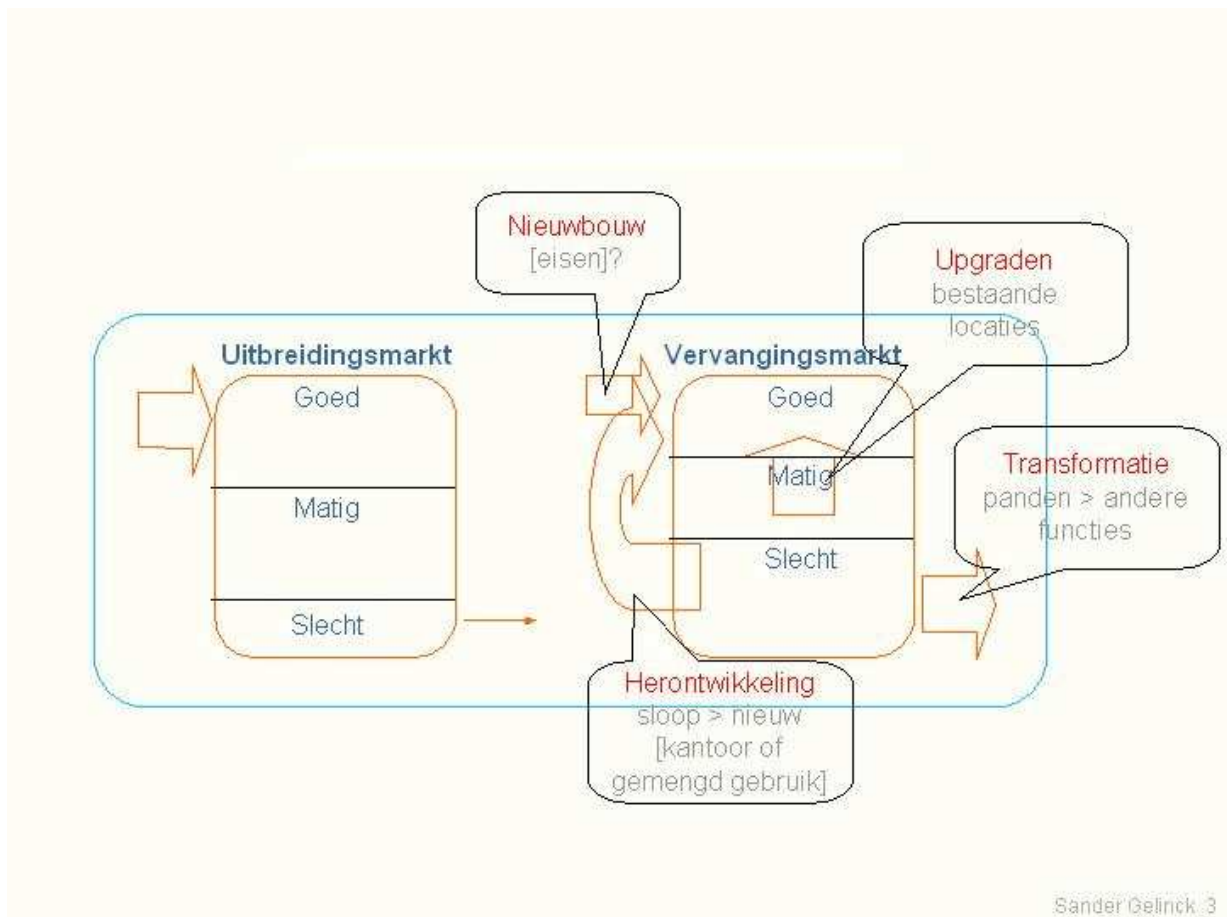 Nieuwbouw
[eisen]?
Upgraden
bestaande
locaties
Uitbreidingsmarkt
Goed
Matig
Slecht
Vervangingsmarkt
Goed
Matig
Slecht
Transformatie
panden > andere
functies
Herontwikkeling
sloop > nieuw
[kantoor of
gemengd gebruik]
Sander Gelinck 3